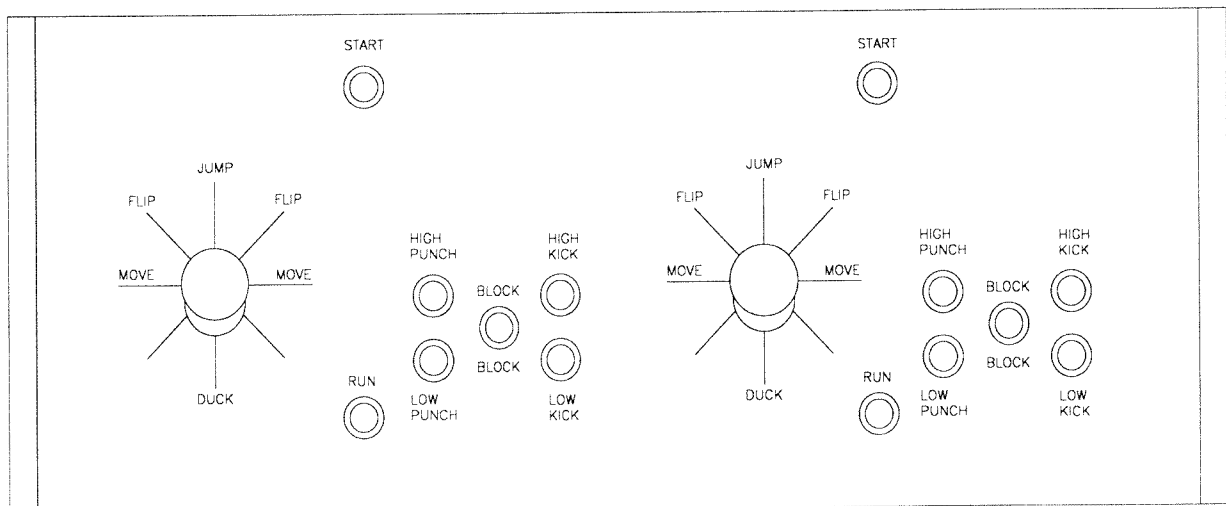 START
JUMP
FLIP
FLIP
MOVE
MOVE
DUCK
HIGH
PUNCH
HIGH
KICK
BLOCK
BLOCK
RUN
LOW
PUNCH
LOW
KICK
START
JUMP
FLIP
FLIP
MOVE
MOVE
DUCK
HIGH
PUNCH
HIGH
KICK
BLOCK
BLOCK
RUN
LOW
PUNCH
LOW
KICK